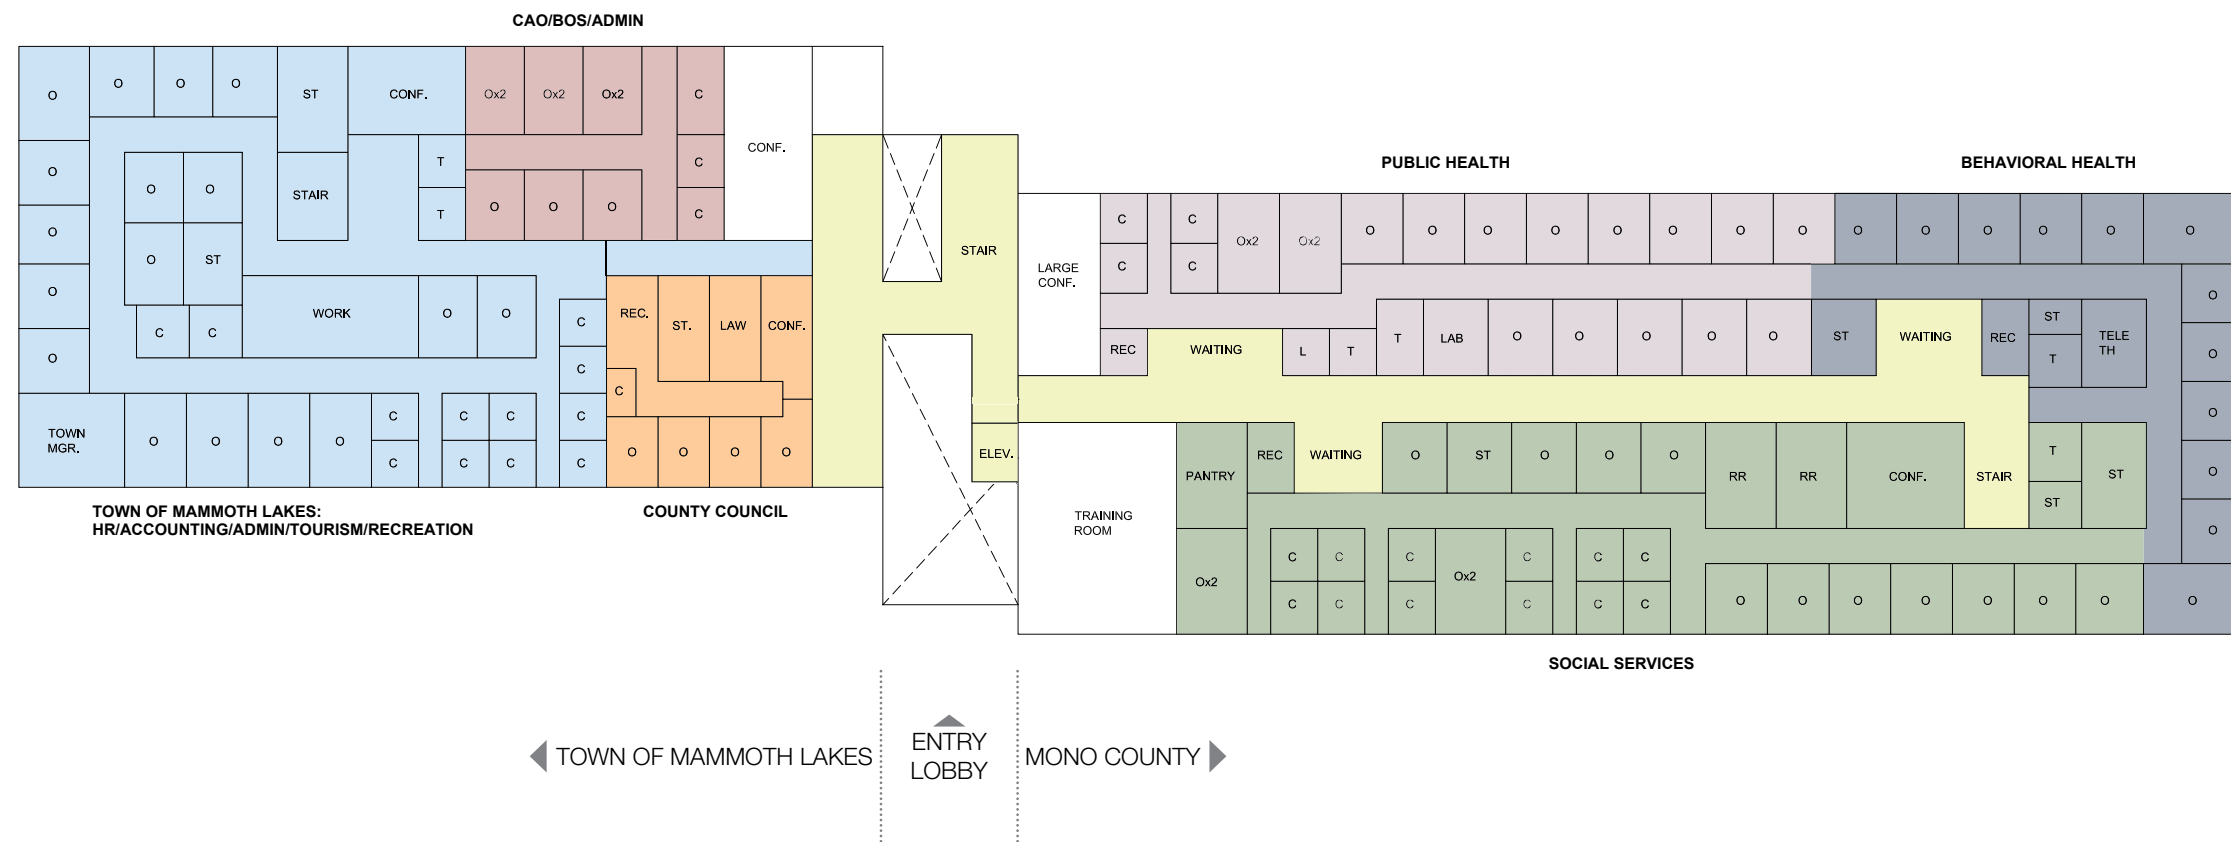 CAO/BOS/ADMIN
O O O O ST CONF. Ox2 Ox2 Ox2 C
CONF.
O T C
O O STAIR
T O O O C
O
O ST
O
C C WORK O O C
REC. ST. LAW CONF.
O C
C
TOWN
MGR.
O O O O C C C C
C C C C
O O O O
TOWN OF MAMMOTH LAKES:
HR/ACCOUNTING/ADMIN/TOURISM/RECREATION
COUNTY COUNCIL
STAIR
ELEV.
PUBLIC HEALTH
BEHAVIORAL HEALTH
LARGE
CONF.
C C Ox2 Ox2 O O O O O O O O O O O O O O
C C
O
REC WAITING L T T LAB O O O O O ST WAITING REC ST
T
TELE
TH
O
O
TRAINING
ROOM
PANTRY REC WAITING O ST O O O RR RR CONF. STAIR T ST
ST
O
O
Ox2 C C C Ox2 C C C
C C C C C C
O O O O O O O O
SOCIAL SERVICES
TOWN OF MAMMOTH LAKES
ENTRY
LOBBY
MONO COUNTY